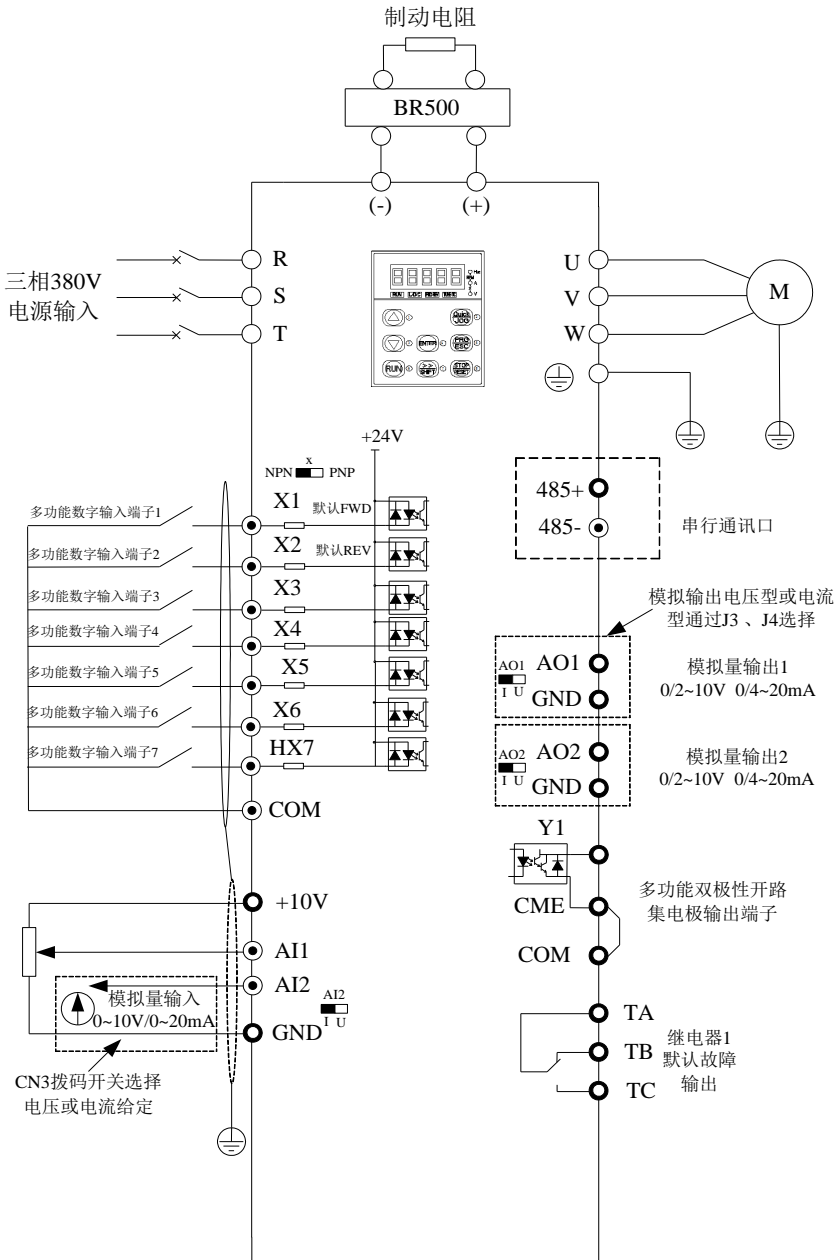 制动电阻
BR500
(-) (+)
R
S
T
三相380V
电源输入
U
V
W
M
RUN
ENTER
>>
SHIFT
STOP
RESET
PRG
ESC
JOG
+24V
X
NPN PNP
多功能数字输入端子1
X1
默认FWD
多功能数字输入端子2
X2
默认REV
多功能数字输入端子3
X3
多功能数字输入端子4
X4
多功能数字输入端子5
X5
多功能数字输入端子6
X6
多功能数字输入端子7
HX7
COM
+10V
AI1
AI2
GND
AI2
I U
模拟量输入
0~10V/0~20mA
CN3拨码开关选择
电压或电流给定
485+
485-
串行通讯口
模拟输出电压型或电流
型通过J3 、J4选择
AO1
I U
AO1
GND
模拟量输出1
0/2~10V 0/4~20mA
AO2
I U
AO2
GND
模拟量输出2
0/2~10V 0/4~20mA
Y1
CME
COM
多功能双极性开路
集电极输出端子
TA
TB
TC
继电器1
默认故障
输出